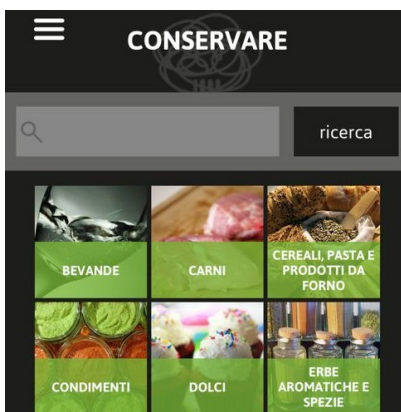 CONSERVARE
ricerca
BEVANDE
CARNI
CEREALI, PASTA E
PRODOTTI DA
FORNO
CONDIMENTI
DOLCI
ERBE
AROMATICHE E
SPEZIE